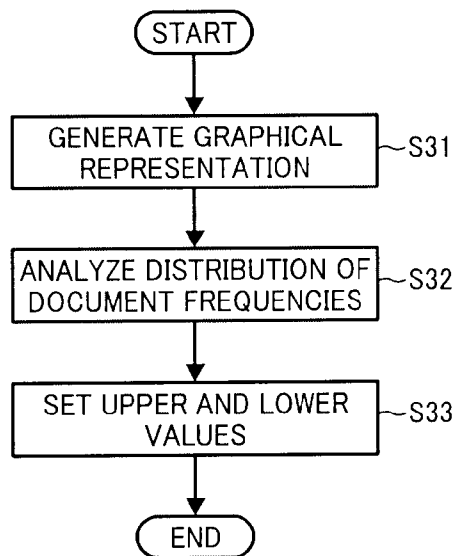 START
GENERATE GRAPHICAL
REPRESENTATION
S31
ANALYZE DISTRIBUTION OF
DOCUMENT FREQUENCIES
S32
SET UPPER AND LOWER
VALUES
S33
END